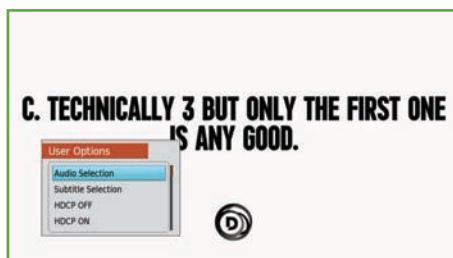 C. TECHNICALLY 3 BUT ONLY THE FIRST ONE
IS ANY GOOD.
User Options
Audio Selection
Subtitle Selection
HDCP OFF
HDCP ON
D